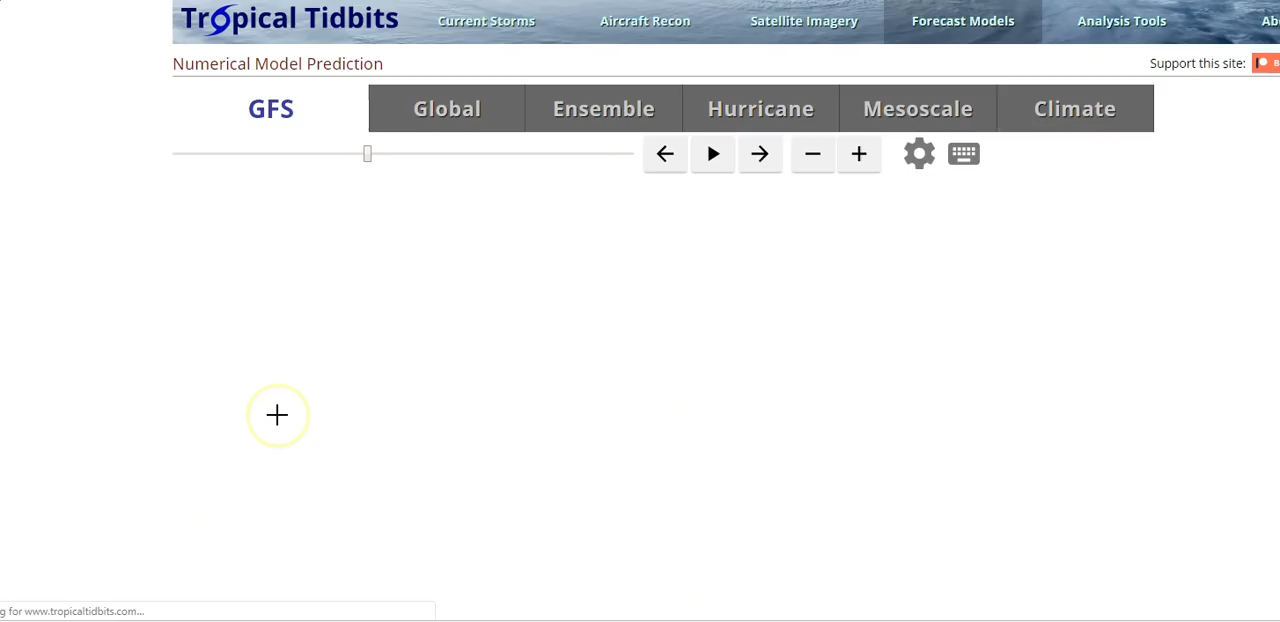 Tropical Tidbits
Current Storms Aircraft Recon Satellite Imagery Forecast Models Analysis Tools
Numerical Model Prediction Support this site:
GFS Global Ensemble Hurricane Mesoscale Climate
g for www.tropicaltidbits.com...